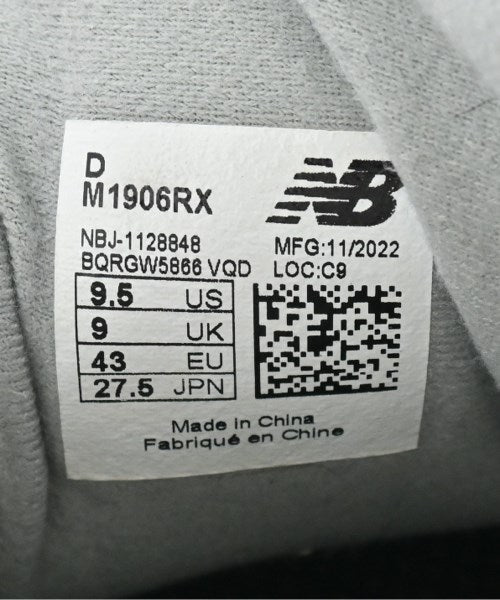 D
M1906RX
NB
NBJ-1128848
BQRGW5866 VQD
MFG:11/2022
LOC:C9
9.5 US
9 UK
43 EU
27.5 JPN
Made in China
Fabriqué en Chine